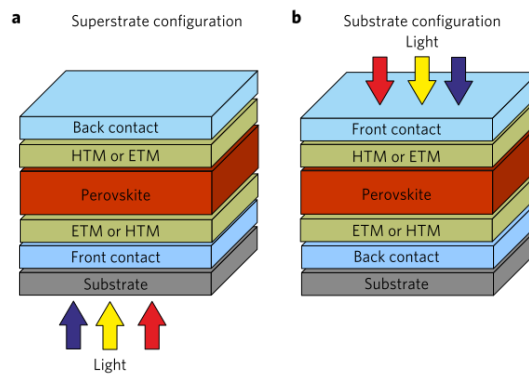 a
Superstrate configuration
Back contact
HTM or ETM
Perovskite
ETM or HTM
Front contact
Substrate
Light
b
Substrate configuration
Light
Front contact
HTM or ETM
Perovskite
ETM or HTM
Back contact
Substrate